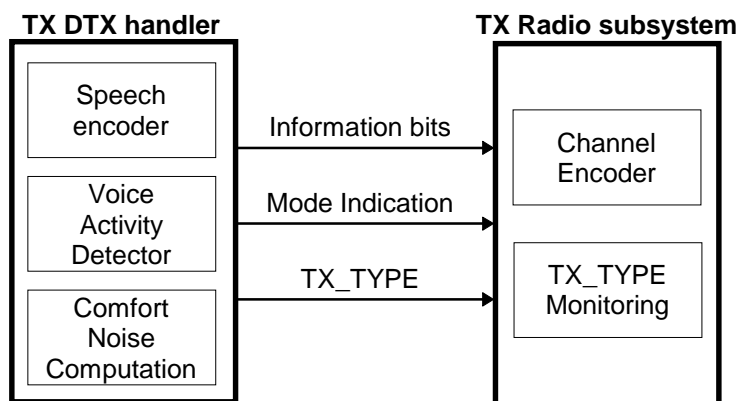 TX DTX handler
TX Radio subsystem
Speech
encoder
Voice
Activity
Detector
Comfort
Noise
Computation
Information bits
Mode Indication
TX_TYPE
Channel
Encoder
TX_TYPE
Monitoring